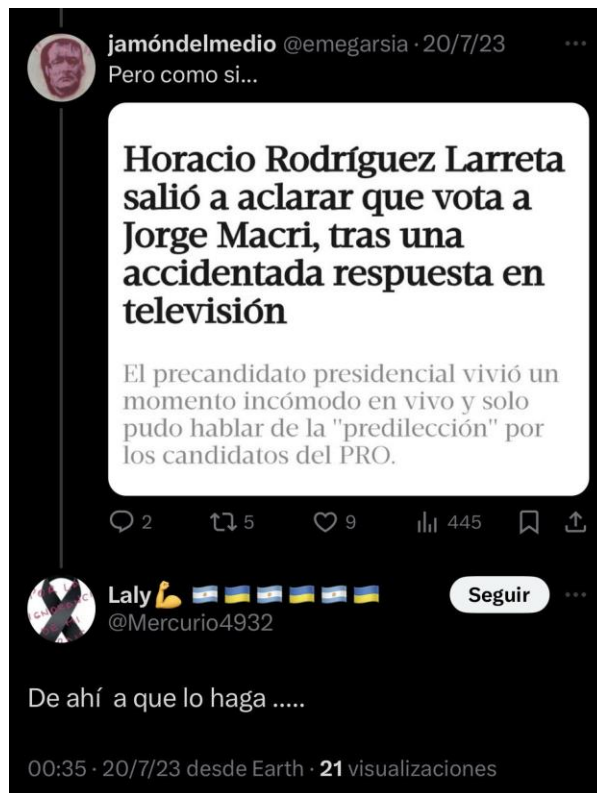 jamóndelmedio @emegarsia · 20/7/23
Pero como si...
Horacio Rodríguez Larreta
salió a aclarar que vota a
Jorge Macri, tras una
accidentada respuesta en
televisión
El precandidato presidencial vivió un
momento incómodo en vivo y solo
pudo hablar de la "predilección" por
los candidatos del PRO.
2 5 9 445
Laly💪 🇦🇷🇺🇦🇦🇷🇺🇦🇦🇷🇺🇦 Seguir
@Mercurio4932
De ahí a que lo haga .....
00:35 · 20/7/23 desde Earth · 21 visualizaciones